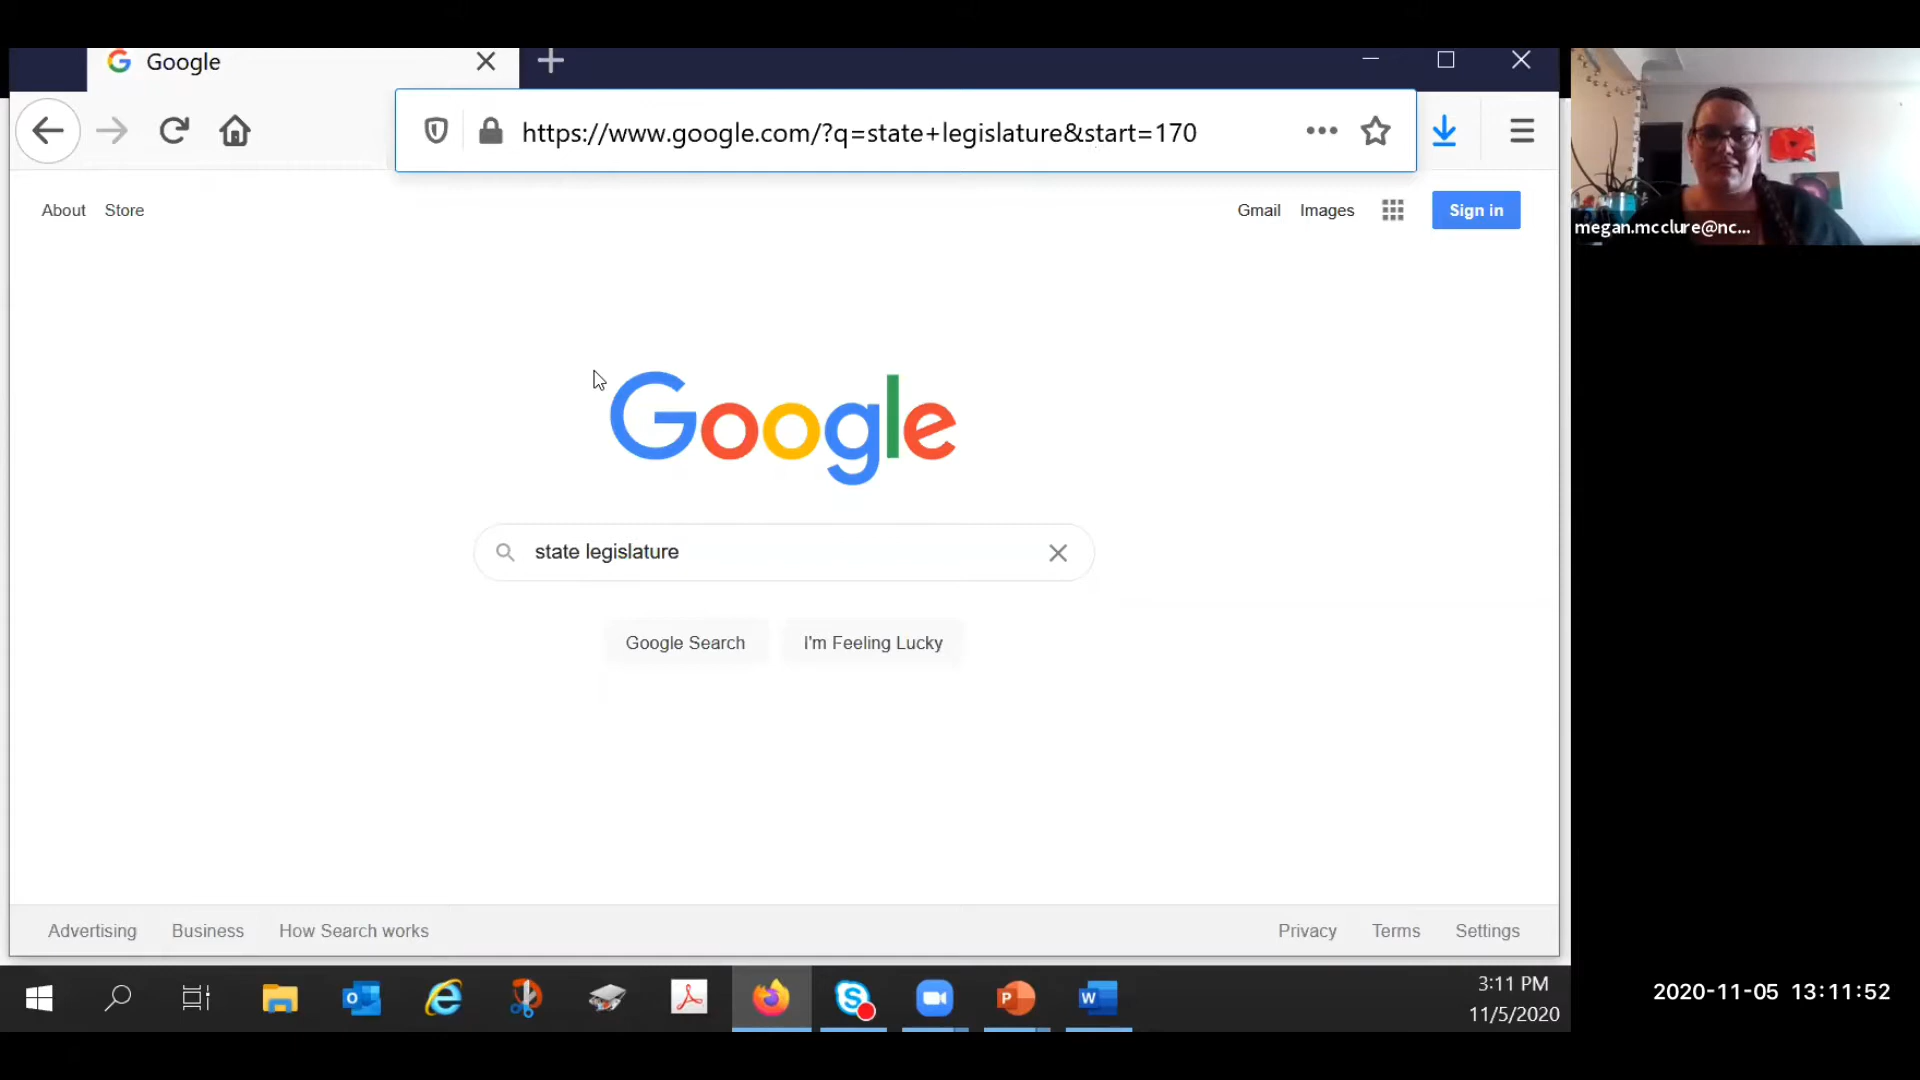 Google
https://www.google.com/?q=state+legislature&start=170
About Store
Gmail Images Sign in
megan.mcclure@nc...
Google
state legislature
Google Search I'm Feeling Lucky
Advertising Business How Search works
Privacy Terms Settings
3:11 PM
11/5/2020
2020-11-05 13:11:52